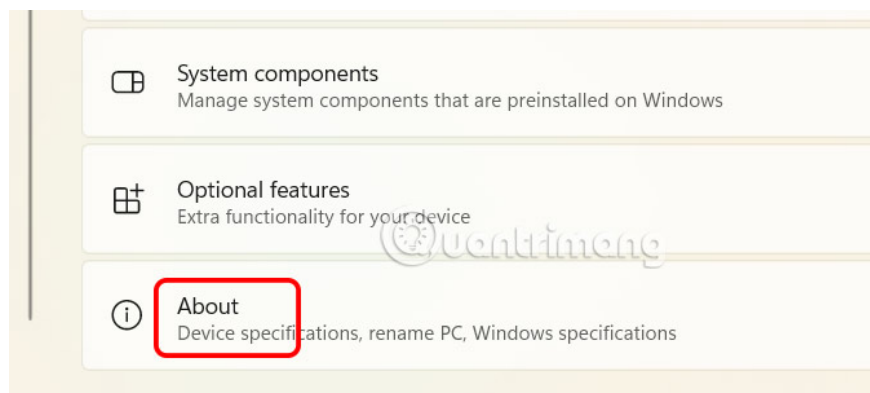 System components
Manage system components that are preinstalled on Windows
Optional features
Extra functionality for your device
Quantrimang
About
Device specifications, rename PC, Windows specifications